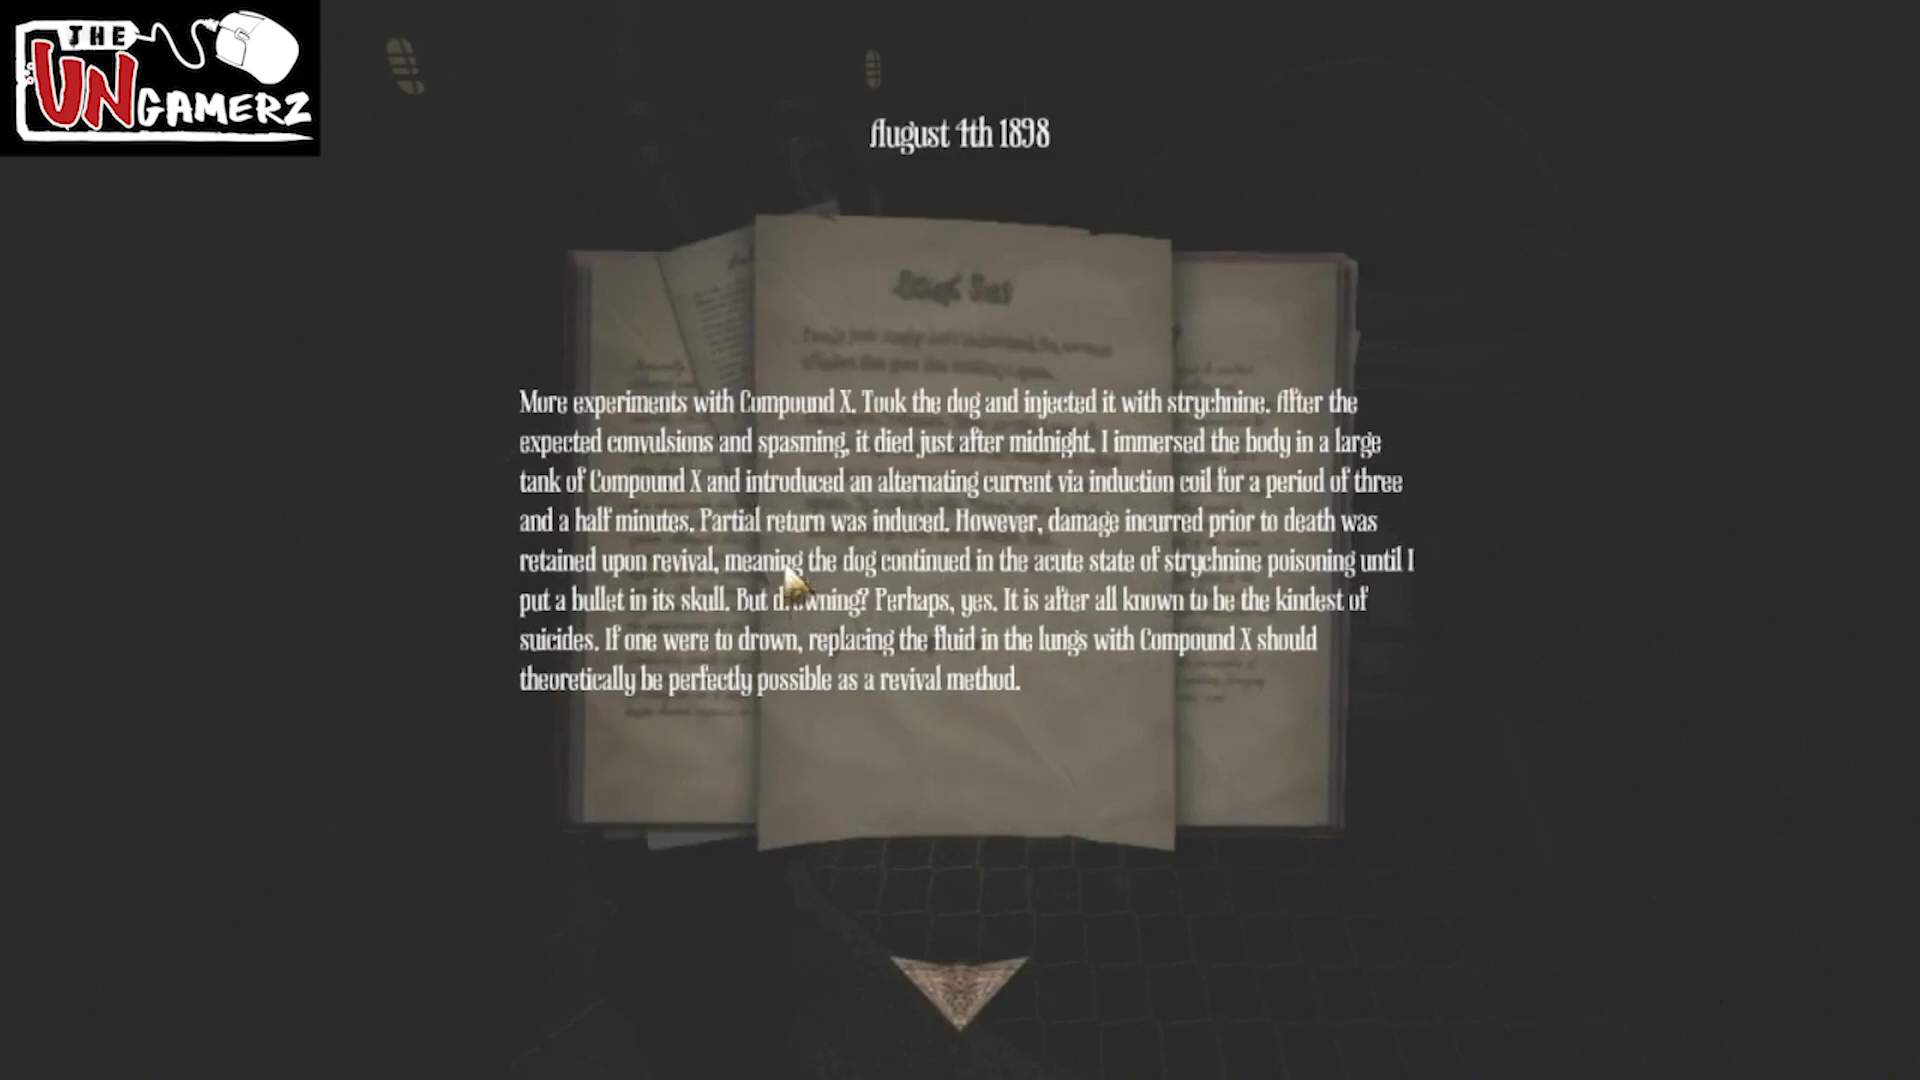 THE
UNGAMERZ
August 4th 1898
More experiments with Compound X. Took the dog and injected it with strychnine. After the
expected convulsions and spasming, it died just after midnight. I immersed the body in a large
tank of Compound X and introduced an alternating current via induction coil for a period of three
and a half minutes. Partial return was induced. However, damage incurred prior to death was
retained upon revival, meaning the dog continued in the acute state of strychnine poisoning until I
put a bullet in its skull. But drowning? Perhaps, yes. It is after all known to be the kindest of
suicides. If one were to drown, replacing the fluid in the lungs with Compound X should
theoretically be perfectly possible as a revival method.